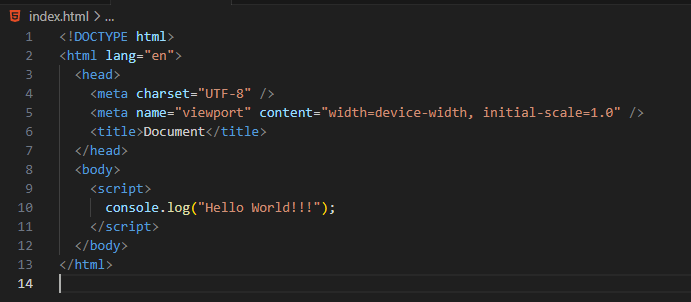 index.html > ...
1 <!DOCTYPE html>
2 <html lang="en">
3   <head>
4     <meta charset="UTF-8" />
5     <meta name="viewport" content="width=device-width, initial-scale=1.0" />
6     <title>Document</title>
7   </head>
8   <body>
9     <script>
10       console.log("Hello World!!!");
11     </script>
12   </body>
13 </html>
14